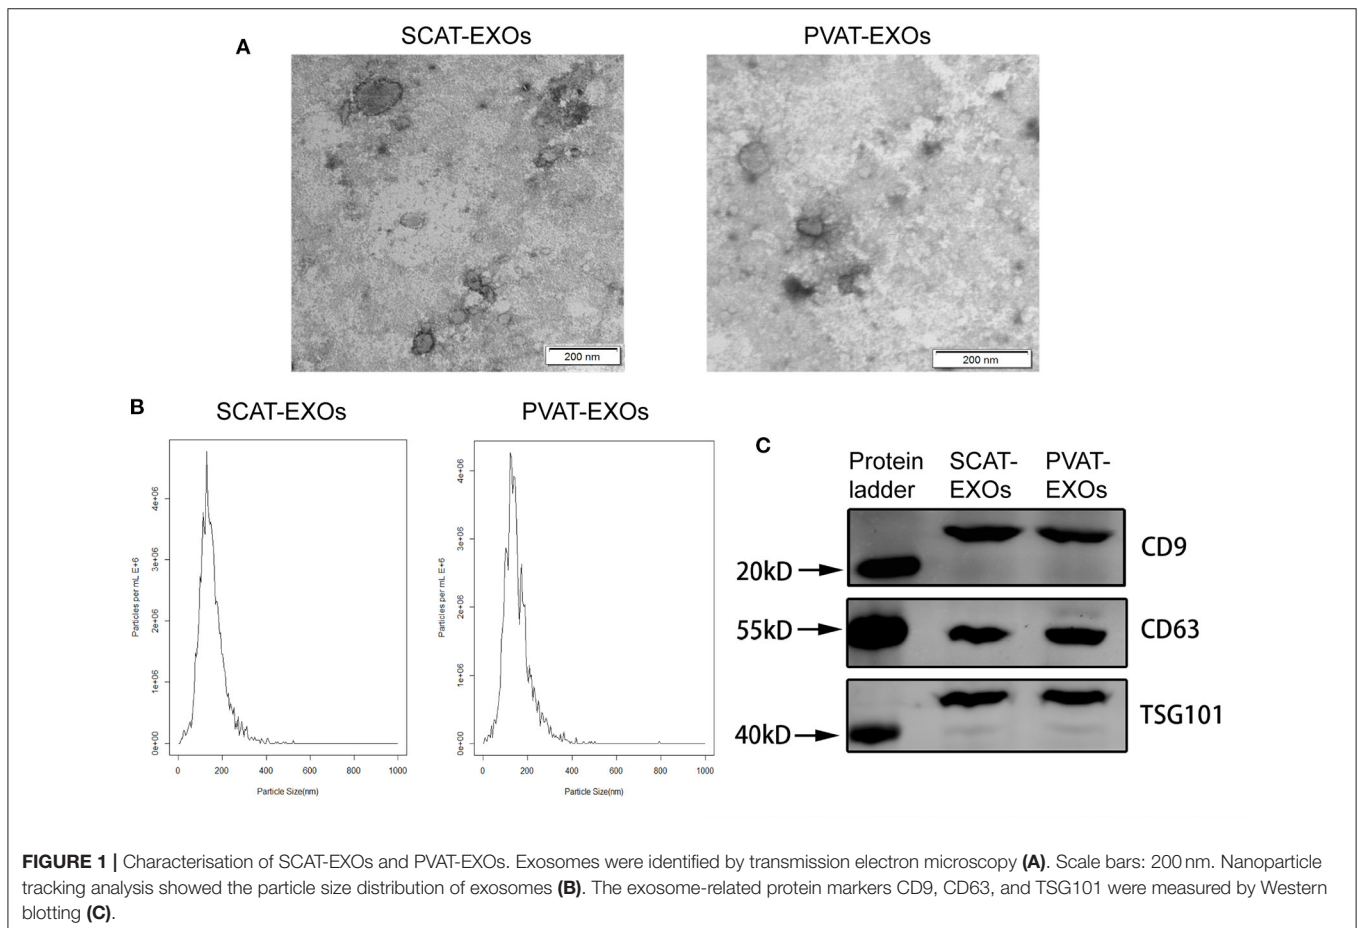 A
SCAT-EXOs
PVAT-EXOs
200 nm
200 nm
B
SCAT-EXOs
PVAT-EXOs
Particles per mL E+6
0e+00
1e+06
2e+06
3e+06
4e+06
0
200
400
600
800
1000
Particle Size(nm)
Particles per mL E+6
0e+00
1e+06
2e+06
3e+06
4e+06
0
200
400
600
800
1000
Particle Size(nm)
C
Protein
ladder
SCAT-
EXOs
PVAT-
EXOs
20kD
CD9
55kD
CD63
40kD
TSG101
FIGURE 1 | Characterisation of SCAT-EXOs and PVAT-EXOs. Exosomes were identified by transmission electron microscopy (A). Scale bars: 200 nm. Nanoparticle
tracking analysis showed the particle size distribution of exosomes (B). The exosome-related protein markers CD9, CD63, and TSG101 were measured by Western
blotting (C).